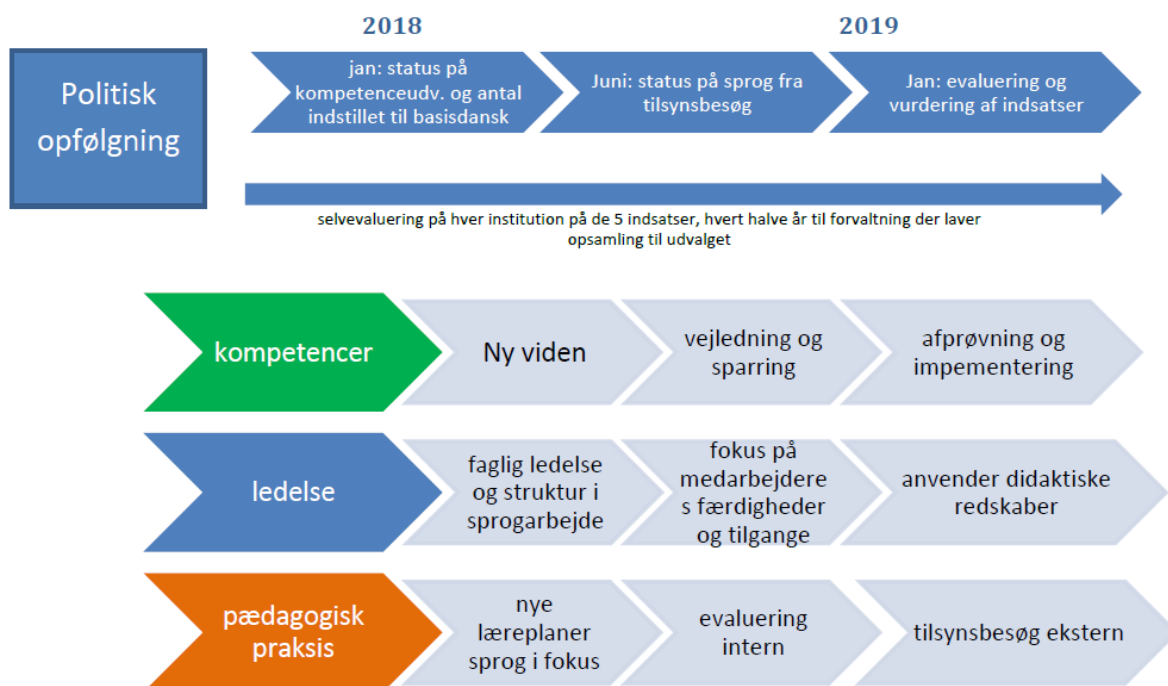 2018
2019
Politisk
opfølgning
jan: status på
kompetenceudv. og antal
indstillet til basisdansk
Juni: status på sprog fra
tilsynsbesøg
Jan: evaluering og
vurdering af indsatser
selvevaluering på hver institution på de 5 indsatser, hvert halve år til forvaltning der laver
opsamling til udvalget
kompetencer
Ny viden
vejledning og
sparring
afprøvning og
impementering
ledelse
faglig ledelse
og struktur i
sprogarbejde
fokus på
medarbejdere
s færdigheder
og tilgange
anvender didaktiske
redskaber
pædagogisk
praksis
nye
læreplaner
sprog i fokus
evaluering
intern
tilsynsbesøg ekstern